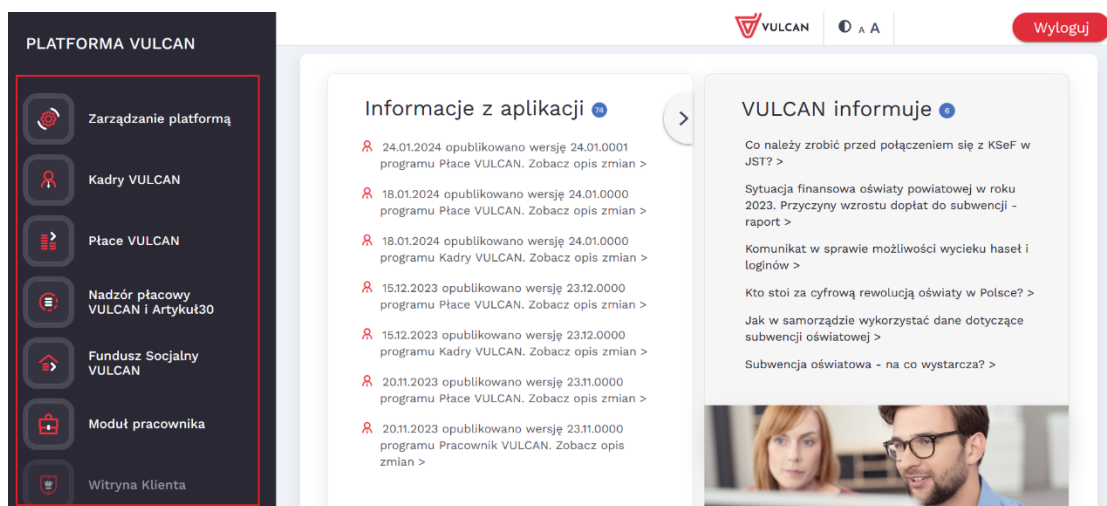 PLATFORMA VULCAN
Zarządzanie platformą
Kadry VULCAN
Płace VULCAN
Nadzór płacowy
VULCAN i Artykuł30
Fundusz Socjalny
VULCAN
Moduł pracownika
Witryna Klienta
VULCAN
A A
Wyloguj
Informacje z aplikacji 74
24.01.2024 opublikowano wersję 24.01.0001
programu Płace VULCAN. Zobacz opis zmian >
18.01.2024 opublikowano wersję 24.01.0000
programu Płace VULCAN. Zobacz opis zmian >
18.01.2024 opublikowano wersję 24.01.0000
programu Kadry VULCAN. Zobacz opis zmian >
15.12.2023 opublikowano wersję 23.12.0000
programu Płace VULCAN. Zobacz opis zmian >
15.12.2023 opublikowano wersję 23.12.0000
programu Kadry VULCAN. Zobacz opis zmian >
20.11.2023 opublikowano wersję 23.11.0000
programu Płace VULCAN. Zobacz opis zmian >
20.11.2023 opublikowano wersję 23.11.0000
programu Pracownik VULCAN. Zobacz opis
zmian >
VULCAN informuje 6
Co należy zrobić przed połączeniem się z KSeF w
JST? >
Sytuacja finansowa oświaty powiatowej w roku
2023. Przyczyny wzrostu dopłat do subwencji -
raport >
Komunikat w sprawie możliwości wycieku haseł i
loginów >
Kto stoi za cyfrową rewolucją oświaty w Polsce? >
Jak w samorządzie wykorzystać dane dotyczące
subwencji oświatowej >
Subwencja oświatowa - na co wystarcza? >